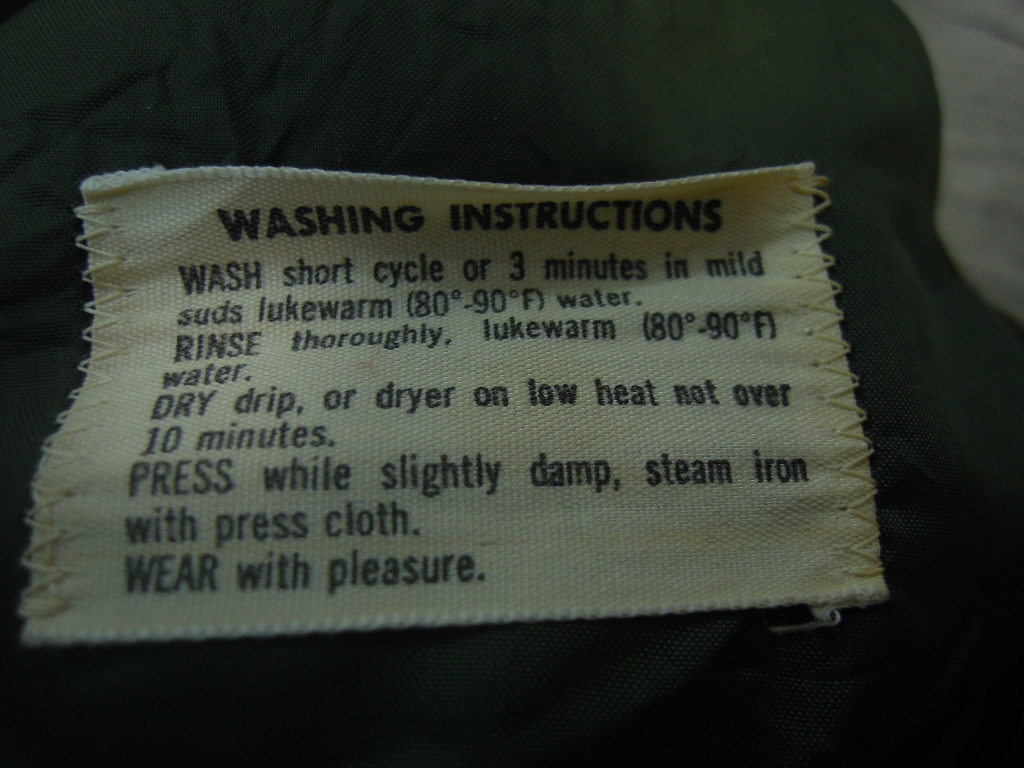 WASHING INSTRUCTIONS
WASH short cycle or 3 minutes in mild
suds lukewarm (80°-90°F) water.
RINSE thoroughly, lukewarm (80°-90°F)
water.
DRY drip, or dryer on low heat not over
10 minutes.
PRESS while slightly damp, steam iron
with press cloth.
WEAR with pleasure.